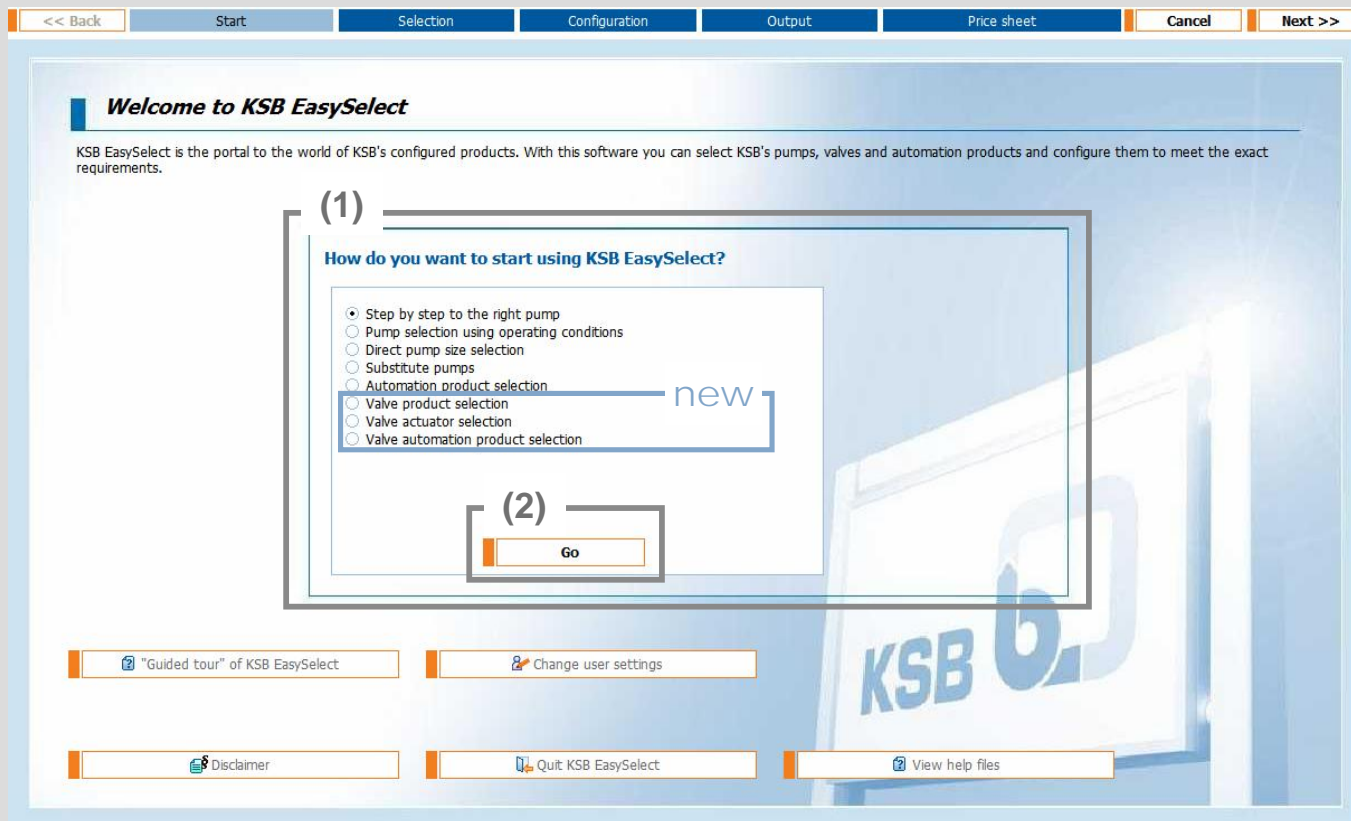 << Back
Start
Selection
Configuration
Output
Price sheet
Cancel
Next >>
Welcome to KSB EasySelect
KSB EasySelect is the portal to the world of KSB's configured products. With this software you can select KSB's pumps, valves and automation products and configure them to meet the exact
requirements.
(1)
How do you want to start using KSB EasySelect?
Step by step to the right pump
Pump selection using operating conditions
Direct pump size selection
Substitute pumps
Automation product selection
new
Valve product selection
Valve actuator selection
Valve automation product selection
(2)
Go
"Guided tour" of KSB EasySelect
Change user settings
KSB
Disclaimer
Quit KSB EasySelect
View help files